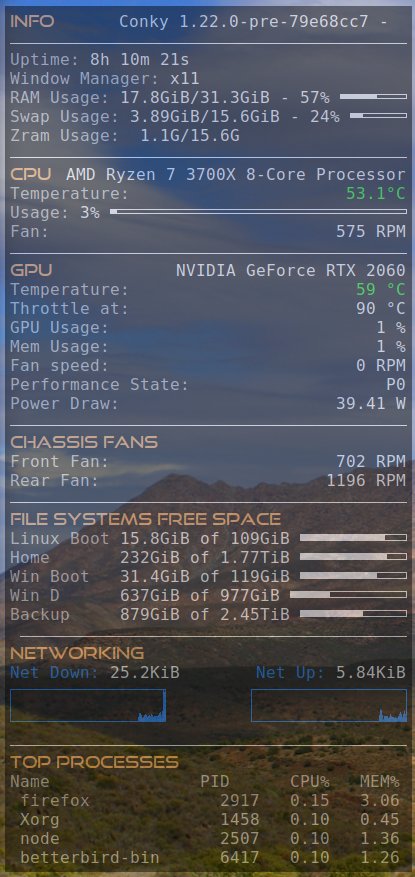 INFO Conky 1.22.0-pre-79e68cc7 -
Uptime: 8h 10m 21s
Window Manager: x11
RAM Usage: 17.8GiB/31.3GiB - 57%
Swap Usage: 3.89GiB/15.6GiB - 24%
Zram Usage: 1.1G/15.6G
CPU AMD Ryzen 7 3700X 8-Core Processor
Temperature: 53.1°C
Usage: 3%
Fan: 575 RPM
GPU NVIDIA GeForce RTX 2060
Temperature: 59 °C
Throttle at: 90 °C
GPU Usage: 1 %
Mem Usage: 1 %
Fan speed: 0 RPM
Performance State: P0
Power Draw: 39.41 W
CHASSIS FANS
Front Fan: 702 RPM
Rear Fan: 1196 RPM
FILE SYSTEMS FREE SPACE
Linux Boot 15.8GiB of 109GiB
Home 232GiB of 1.77TiB
Win Boot 31.4GiB of 119GiB
Win D 637GiB of 977GiB
Backup 879GiB of 2.45TiB
NETWORKING
Net Down: 25.2KiB Net Up: 5.84KiB
TOP PROCESSES
Name PID CPU% MEM%
firefox 2917 0.15 3.06
Xorg 1458 0.10 0.45
node 2507 0.10 1.36
betterbird-bin 6417 0.10 1.26